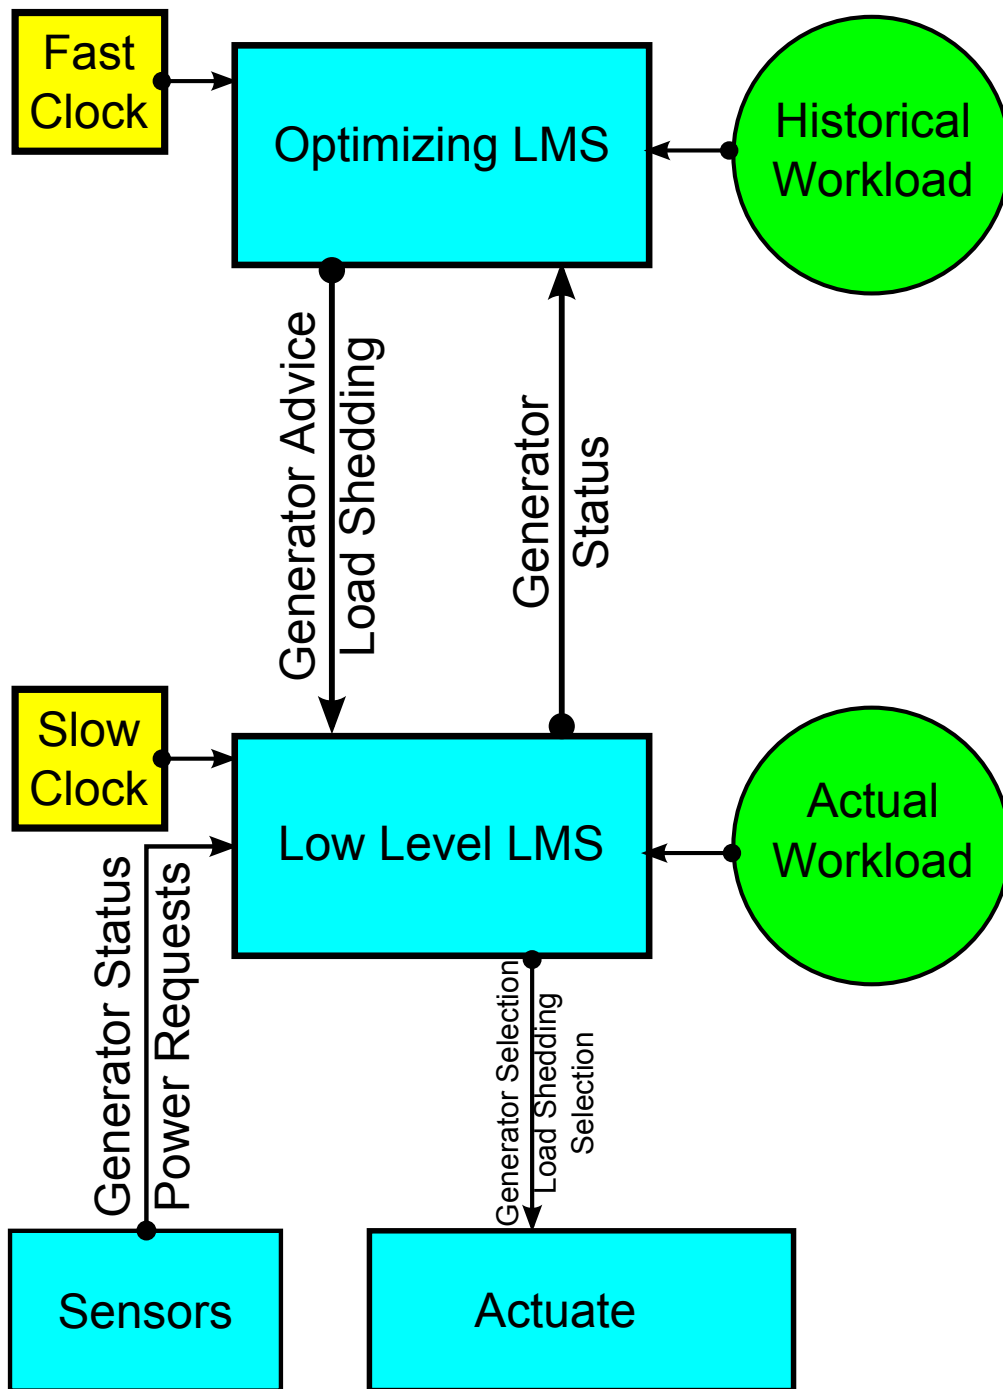 Fast
Clock
Optimizing LMS
Historical
Workload
Generator Advice
Load Shedding
Generator
Status
Slow
Clock
Low Level LMS
Actual
Workload
Generator Status
Power Requests
Generator Selection
Load Shedding
Selection
Sensors
Actuate